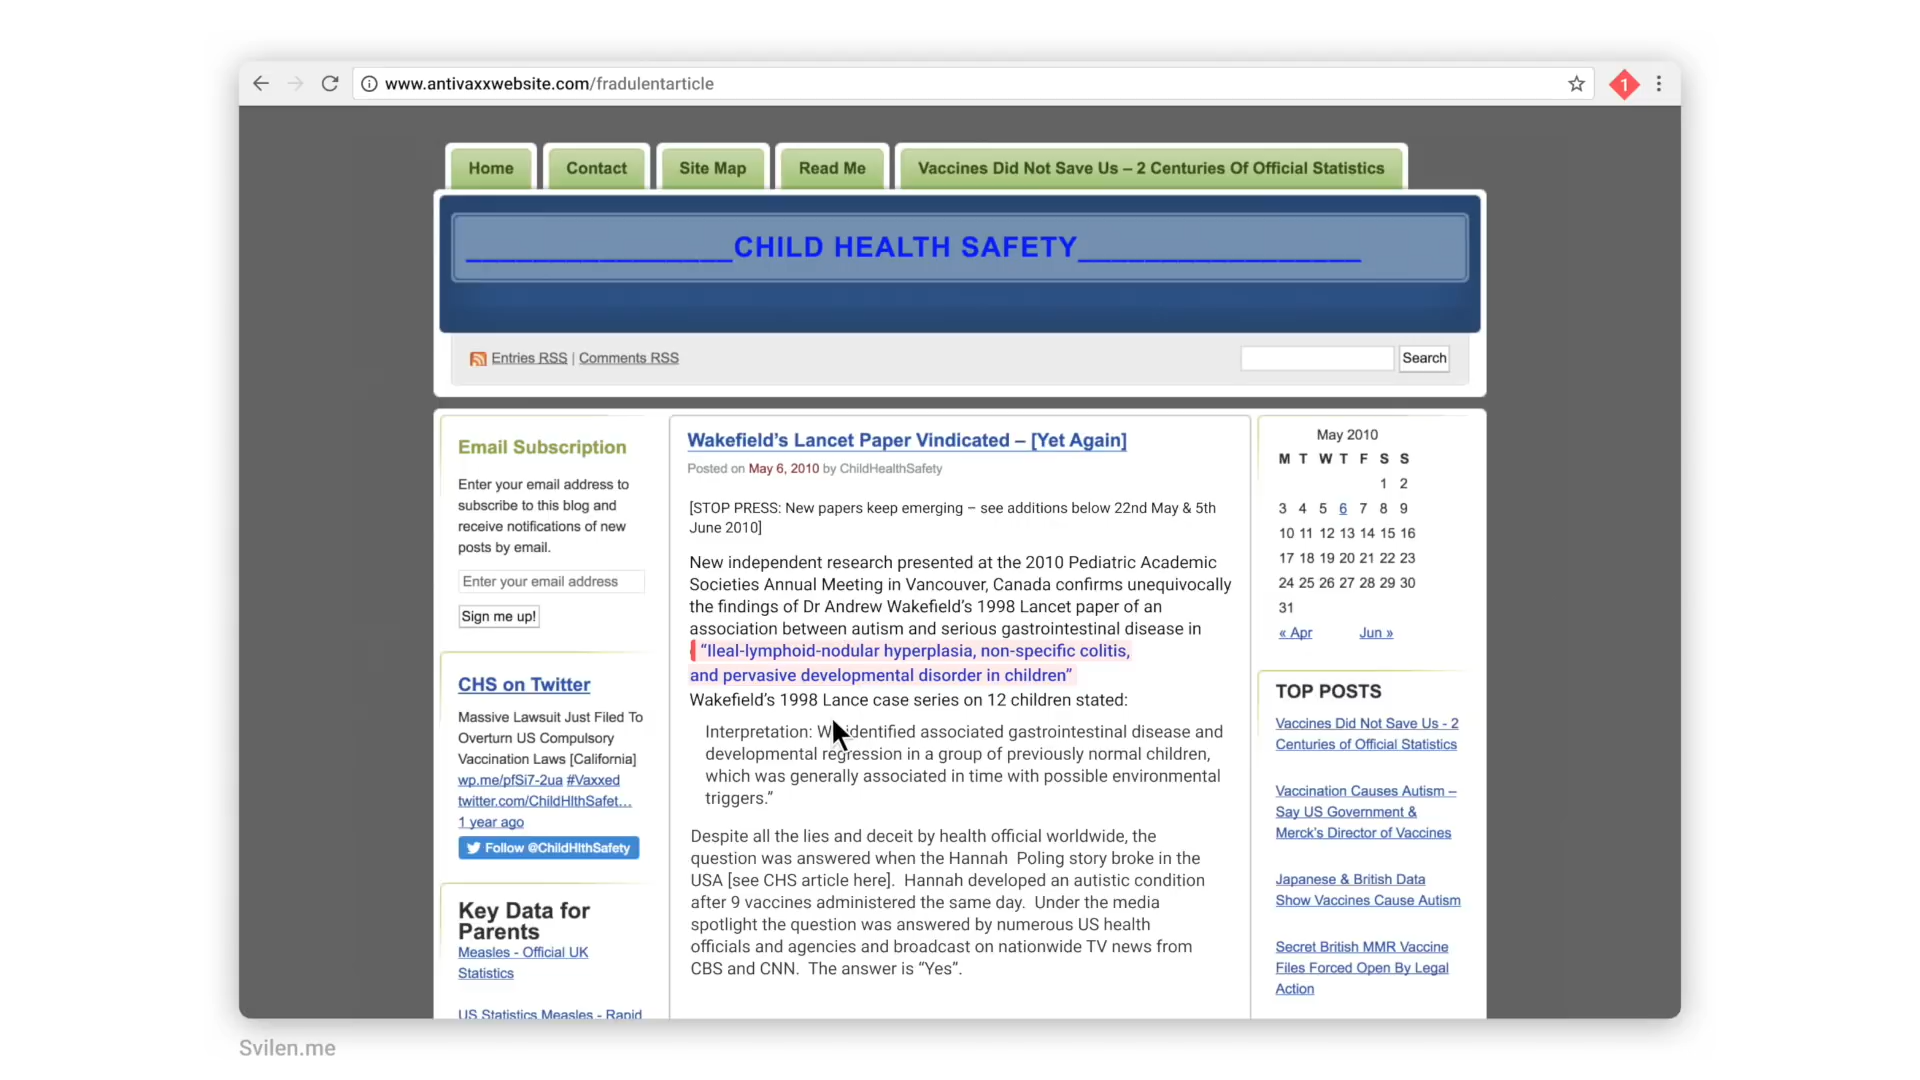 www.antivaxxwebsite.com/fradulentarticle
1
Home
Contact
Site Map
Read Me
Vaccines Did Not Save Us – 2 Centuries Of Official Statistics
________________CHILD HEALTH SAFETY_________________
Entries RSS | Comments RSS
Search
Email Subscription
Enter your email address to
subscribe to this blog and
receive notifications of new
posts by email.
Enter your email address
Sign me up!
CHS on Twitter
Massive Lawsuit Just Filed To
Overturn US Compulsory
Vaccination Laws [California]
wp.me/pfSi7-2ua #Vaxxed
twitter.com/ChildHlthSafet…
1 year ago
Follow @ChildHlthSafety
Key Data for
Parents
Measles - Official UK
Statistics
US Statistics Measles - Rapid
Wakefield’s Lancet Paper Vindicated – [Yet Again]
Posted on May 6, 2010 by ChildHealthSafety
[STOP PRESS: New papers keep emerging – see additions below 22nd May & 5th
June 2010]
New independent research presented at the 2010 Pediatric Academic
Societies Annual Meeting in Vancouver, Canada confirms unequivocally
the findings of Dr Andrew Wakefield’s 1998 Lancet paper of an
association between autism and serious gastrointestinal disease in
“Ileal-lymphoid-nodular hyperplasia, non-specific colitis,
and pervasive developmental disorder in children”
Wakefield’s 1998 Lance case series on 12 children stated:
Interpretation: identified associated gastrointestinal disease and
developmental regression in a group of previously normal children,
which was generally associated in time with possible environmental
triggers.”
Despite all the lies and deceit by health official worldwide, the
question was answered when the Hannah Poling story broke in the
USA [see CHS article here]. Hannah developed an autistic condition
after 9 vaccines administered the same day. Under the media
spotlight the question was answered by numerous US health
officials and agencies and broadcast on nationwide TV news from
CBS and CNN. The answer is “Yes”.
May 2010
M T W T F S S
1 2
3 4 5 6 7 8 9
10 11 12 13 14 15 16
17 18 19 20 21 22 23
24 25 26 27 28 29 30
31
« Apr Jun »
TOP POSTS
Vaccines Did Not Save Us - 2
Centuries of Official Statistics
Vaccination Causes Autism –
Say US Government &
Merck’s Director of Vaccines
Japanese & British Data
Show Vaccines Cause Autism
Secret British MMR Vaccine
Files Forced Open By Legal
Action
Svilen.me